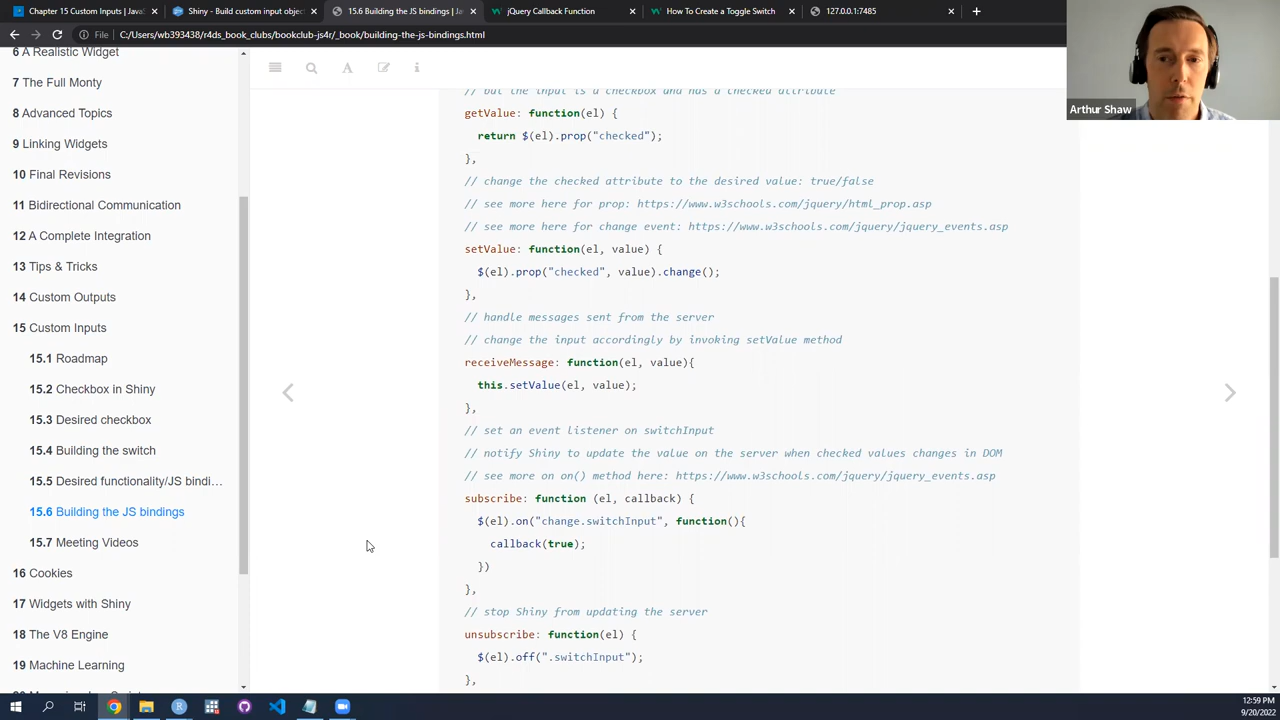 Chapter 15 Custom Inputs | JavaS
Shiny - Build custom input objec
15.6 Building the JS bindings | Ja
jQuery Callback Function
How To Create a Toggle Switch
127.0.0.1:7485
File | C:/Users/wb393438/r4ds_book_clubs/bookclub-js4r/_book/building-the-js-bindings.html
Arthur Shaw
6 A Realistic Widget
7 The Full Monty
8 Advanced Topics
9 Linking Widgets
10 Final Revisions
11 Bidirectional Communication
12 A Complete Integration
13 Tips & Tricks
14 Custom Outputs
15 Custom Inputs
15.1 Roadmap
15.2 Checkbox in Shiny
15.3 Desired checkbox
15.4 Building the switch
15.5 Desired functionality/JS bindi...
15.6 Building the JS bindings
15.7 Meeting Videos
16 Cookies
17 Widgets with Shiny
18 The V8 Engine
19 Machine Learning
// but the input is a checkbox and has a checked attribute
getValue: function(el) {
return $(el).prop("checked");
},
// change the checked attribute to the desired value: true/false
// see more here for prop: https://www.w3schools.com/jquery/html_prop.asp
// see more here for change event: https://www.w3schools.com/jquery/jquery_events.asp
setValue: function(el, value) {
$(el).prop("checked", value).change();
},
// handle messages sent from the server
// change the input accordingly by invoking setValue method
receiveMessage: function(el, value){
this.setValue(el, value);
},
// set an event listener on switchInput
// notify Shiny to update the value on the server when checked values changes in DOM
// see more on on() method here: https://www.w3schools.com/jquery/jquery_events.asp
subscribe: function (el, callback) {
$(el).on("change.switchInput", function(){
callback(true);
})
},
// stop Shiny from updating the server
unsubscribe: function(el) {
$(el).off(".switchInput");
},
12:59 PM
9/20/2022